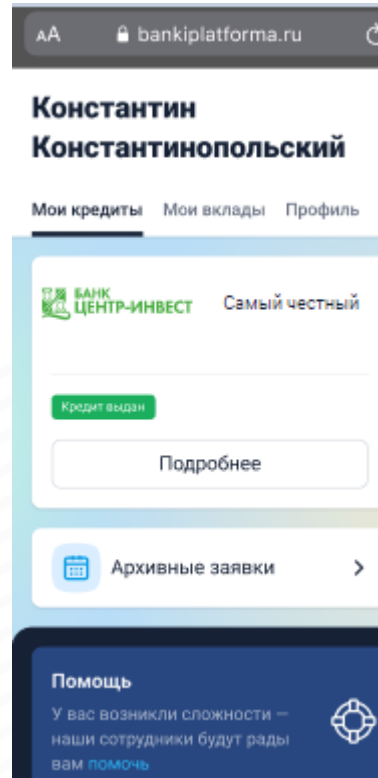 AA bankiplatforma.ru
Константин
Константинопольский
Мои кредиты Мои вклады Профиль
БАНК
ЦЕНТР-ИНВЕСТ Самый честный
Кредит выдан
Подробнее
Архивные заявки
Помощь
У вас возникли сложности —
наши сотрудники будут рады
вам помочь